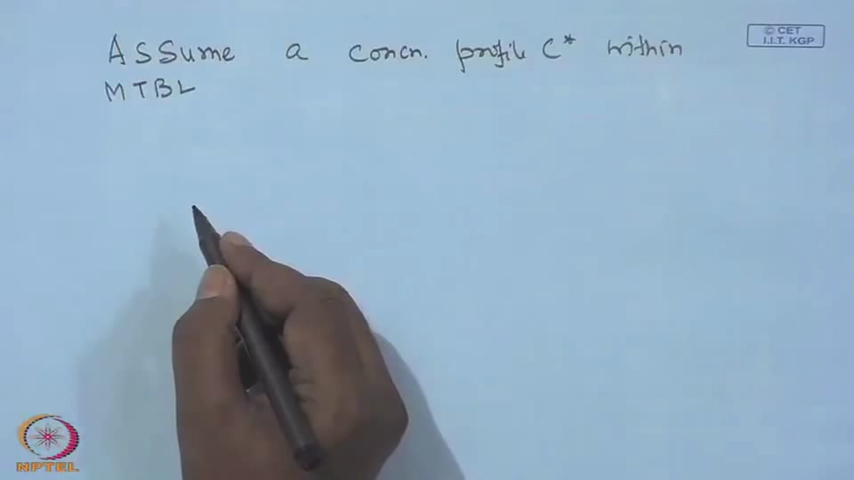 Assume a concn. profile C* within
MTBL
© CET
I.I.T. KGP
NPTEL